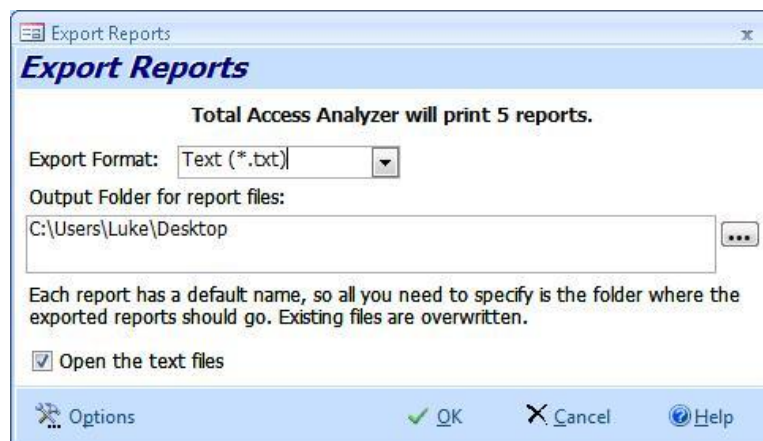 Export Reports
Export Reports
Total Access Analyzer will print 5 reports.
Export Format: Text (*.txt)
Output Folder for report files:
C:\Users\Luke\Desktop
...
Each report has a default name, so all you need to specify is the folder where the
exported reports should go. Existing files are overwritten.
Open the text files
Options OK Cancel Help